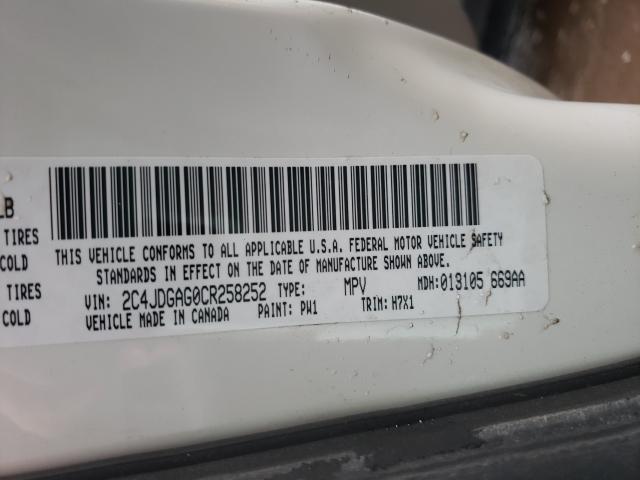 LB
TIRES
COLD
TIRES
COLD
THIS VEHICLE CONFORMS TO ALL APPLICABLE U.S.A. FEDERAL MOTOR VEHICLE SAFETY
STANDARDS IN EFFECT ON THE DATE OF MANUFACTURE SHOWN ABOVE.
VIN: 2C4JDGAG0CR258252 TYPE: MPV MDH:013105 669AA
VEHICLE MADE IN CANADA PAINT: PW1 TRIM: H7X1